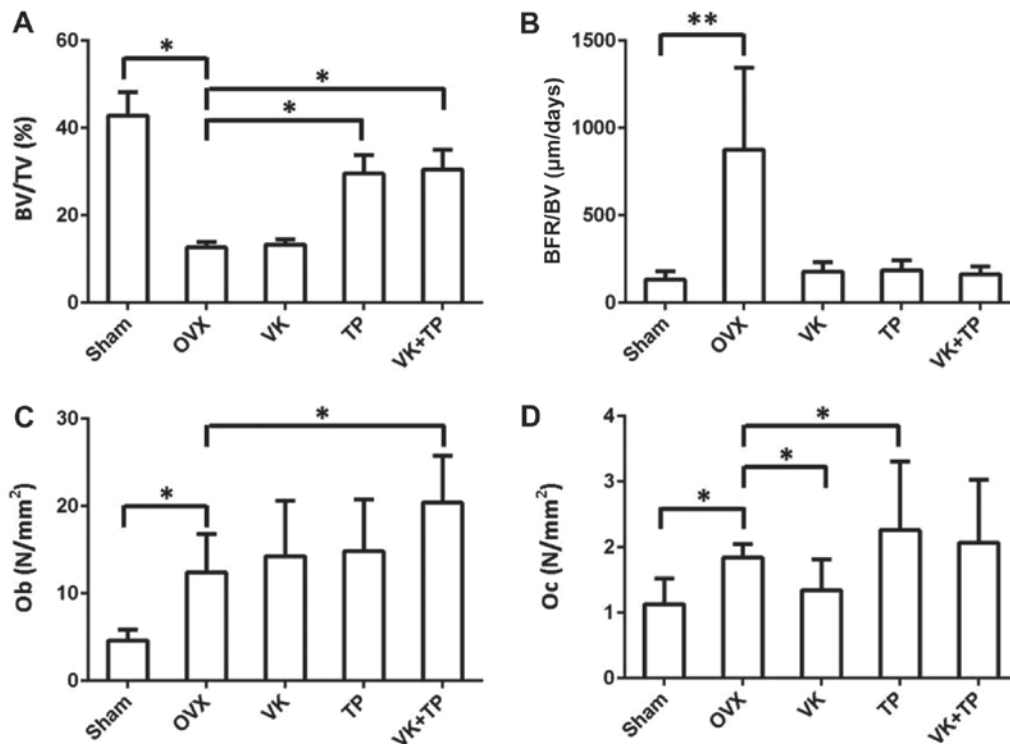 A
BV/TV (%)
60
40
20
0
*
*
*
Sham
OVX
VK
TP
VK+TP
B
BFR/BV (μm/days)
1500
1000
500
0
**
Sham
OVX
VK
TP
VK+TP
C
Ob (N/mm²)
30
20
10
0
*
*
Sham
OVX
VK
TP
VK+TP
D
Oc (N/mm²)
4
3
2
1
0
*
*
*
Sham
OVX
VK
TP
VK+TP